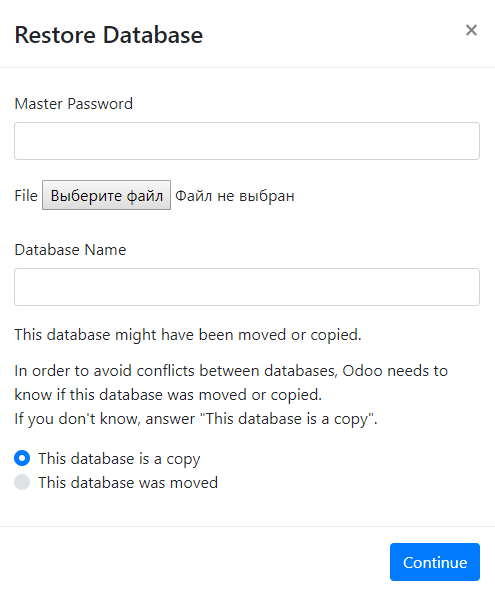 Restore Database
×
Master Password
File Выберите файл Файл не выбран
Database Name
This database might have been moved or copied.
In order to avoid conflicts between databases, Odoo needs to
know if this database was moved or copied.
If you don't know, answer "This database is a copy".
This database is a copy
This database was moved
Continue